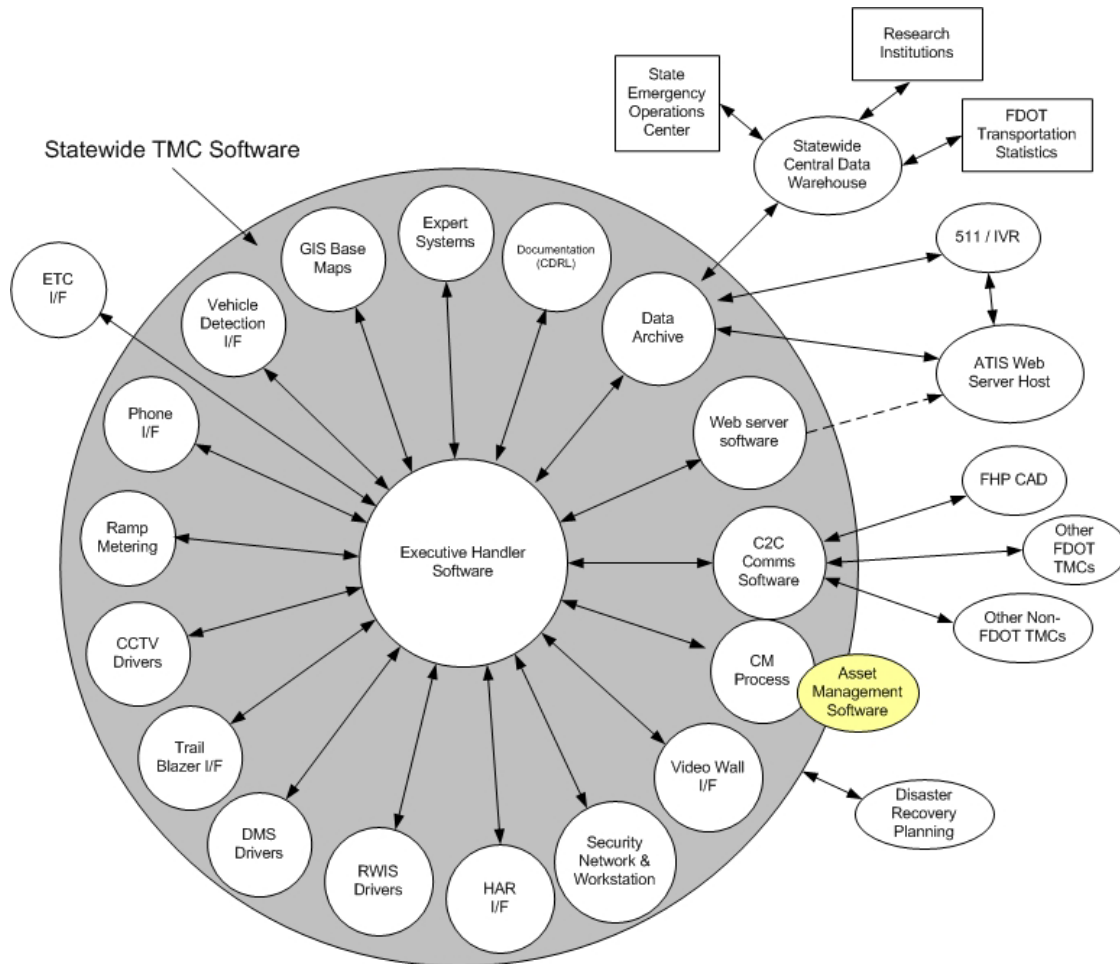 Research
Institutions
State
Emergency
Operations
Center
FDOT
Transportation
Statistics
Statewide
Central Data
Warehouse
Statewide TMC Software
Expert
Systems
GIS Base
Maps
Documentation
(CDRL)
511 / IVR
ETC
I/F
Vehicle
Detection
I/F
Data
Archive
ATIS Web
Server Host
Phone
I/F
Web server
software
FHP CAD
Ramp
Metering
Executive Handler
Software
C2C
Comms
Software
Other
FDOT
TMCs
Other Non-
FDOT TMCs
CCTV
Drivers
CM
Process
Asset
Management
Software
Trail
Blazer I/F
Video Wall
I/F
Disaster
Recovery
Planning
DMS
Drivers
RWIS
Drivers
HAR
I/F
Security
Network &
Workstation